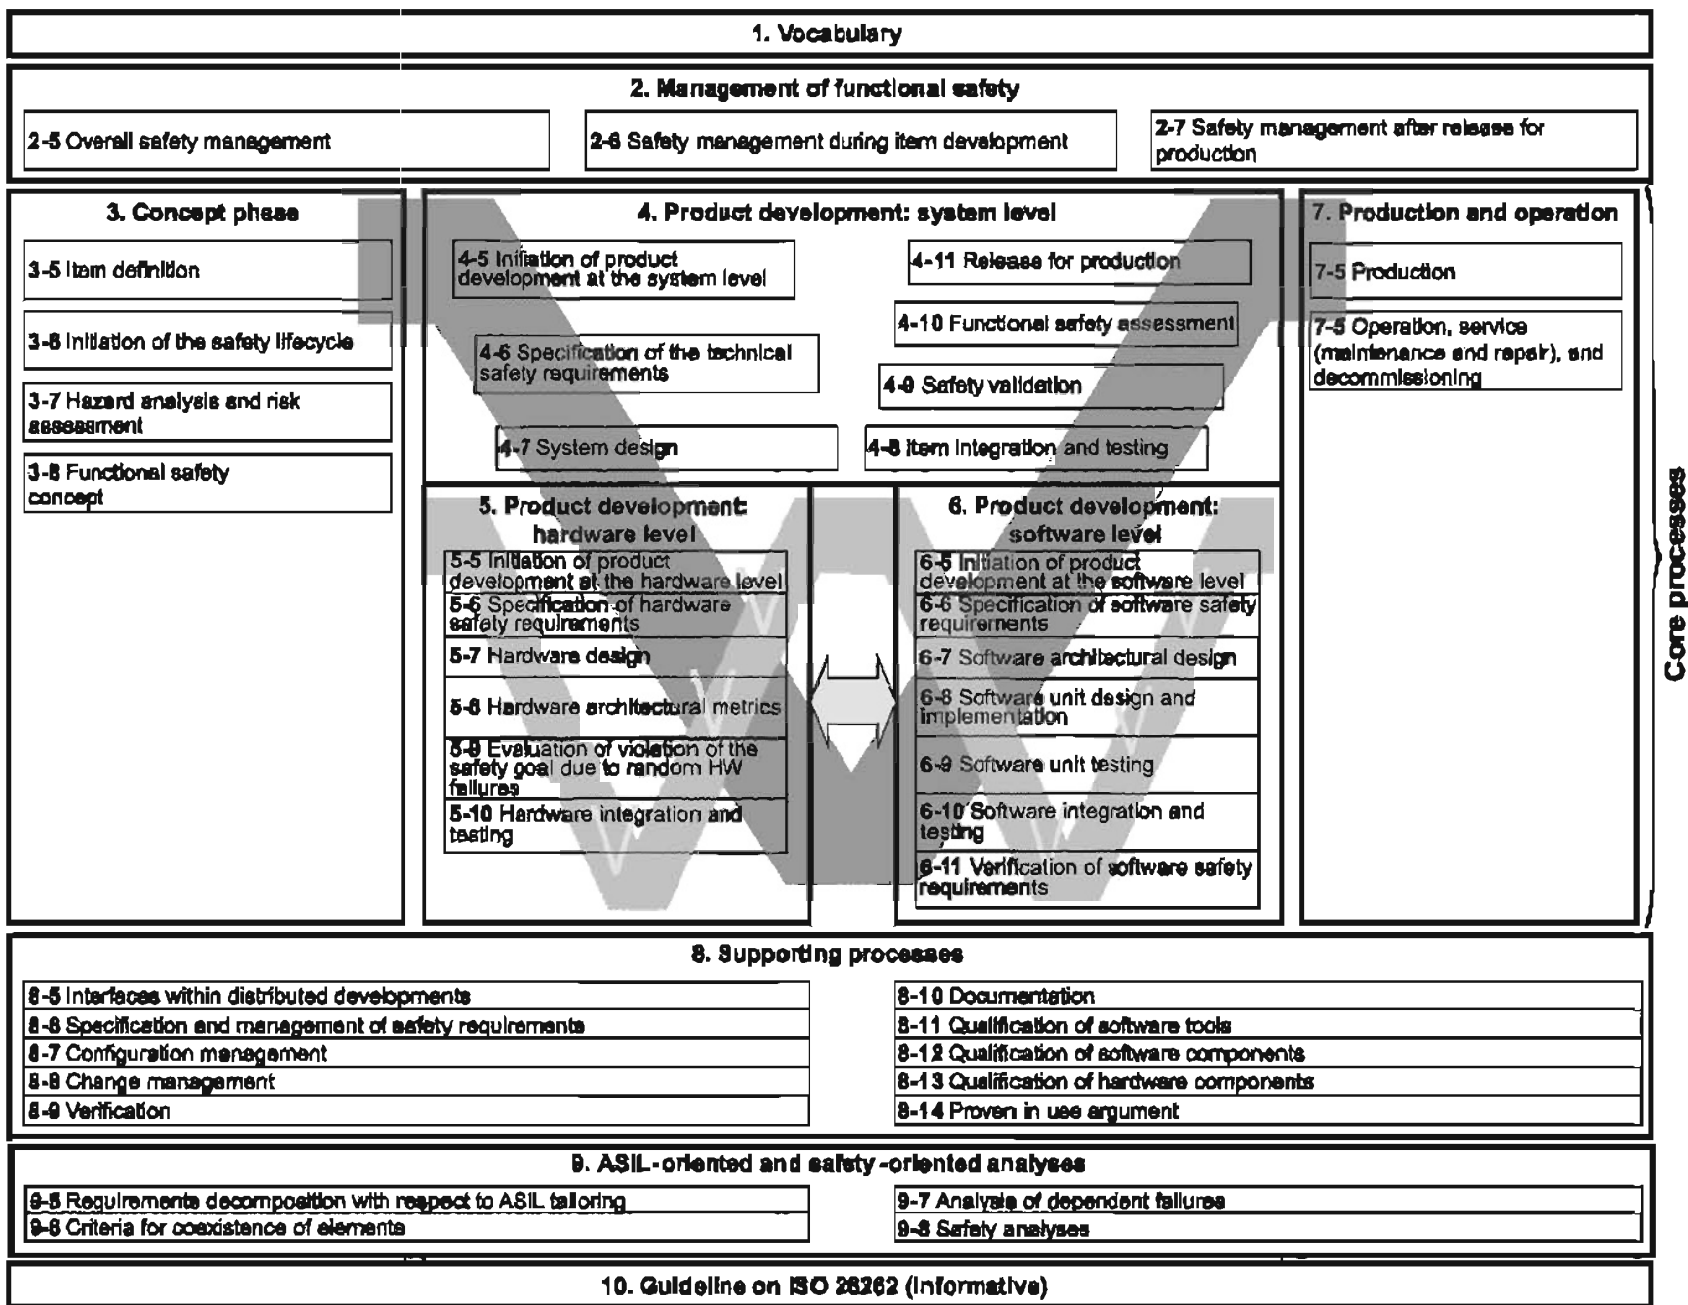 1. Vocabulary
2. Management of functional safety
2-5 Overall safety management
2-6 Safety management during item development
2-7 Safety management after release for
production
3. Concept phase
3-5 Item definition
3-6 Initiation of the safety lifecycle
3-7 Hazard analysis and risk
assessment
3-8 Functional safety
concept
4. Product development: system level
4-5 Initiation of product
development at the system level
4-6 Specification of the technical
safety requirements
4-7 System design
4-11 Release for production
4-10 Functional safety assessment
4-9 Safety validation
4-8 Item integration and testing
5. Product development:
hardware level
5-5 Initiation of product
development at the hardware level
5-6 Specification of hardware
safety requirements
5-7 Hardware design
5-8 Hardware architectural metrics
5-9 Evaluation of violation of the
safety goal due to random HW
failures
5-10 Hardware integration and
testing
6. Product development:
software level
6-5 Initiation of product
development at the software level
6-6 Specification of software safety
requirements
6-7 Software architectural design
6-8 Software unit design and
implementation
6-9 Software unit testing
6-10 Software integration and
testing
6-11 Verification of software safety
requirements
7. Production and operation
7-5 Production
7-5 Operation, service
(maintenance and repair), and
decommissioning
Core processes
8. Supporting processes
8-5 Interfaces within distributed developments
8-6 Specification and management of safety requirements
8-7 Configuration management
8-8 Change management
8-9 Verification
8-10 Documentation
8-11 Qualification of software tools
8-12 Qualification of software components
8-13 Qualification of hardware components
8-14 Proven in use argument
9. ASIL-oriented and safety-oriented analyses
9-5 Requirements decomposition with respect to ASIL tailoring
9-6 Criteria for coexistence of elements
9-7 Analysis of dependent failures
9-8 Safety analyses
10. Guideline on ISO 26262 (informative)